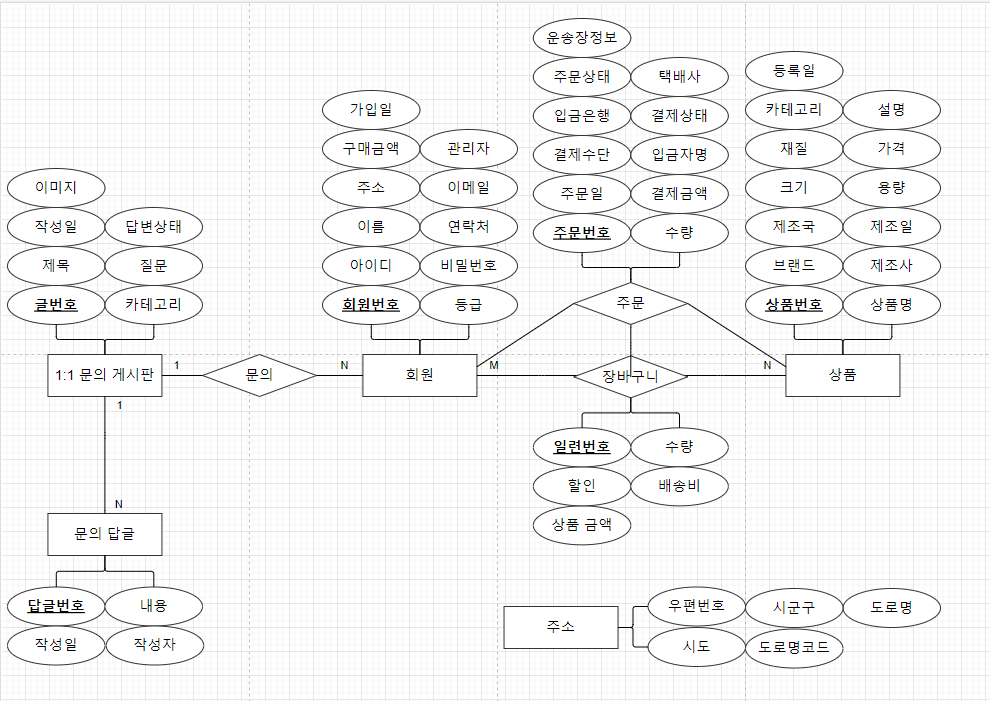 이미지
작성일 답변상태
제목 질문
글번호 카테고리
1:1 문의 게시판
1
문의
N
1
N
문의 답글
답글번호 내용
작성일 작성자
가입일
구매금액 관리자
주소 이메일
이름 연락처
아이디 비밀번호
회원번호 등급
회원
M
운송장정보
주문상태 택배사
입금은행 결제상태
결제수단 입금자명
주문일 결제금액
주문번호 수량
주문
장바구니
일련번호 수량
할인 배송비
상품 금액
N
등록일
카테고리 설명
재질 가격
크기 용량
제조국 제조일
브랜드 제조사
상품번호 상품명
상품
주소
우편번호 시군구 도로명
시도 도로명코드